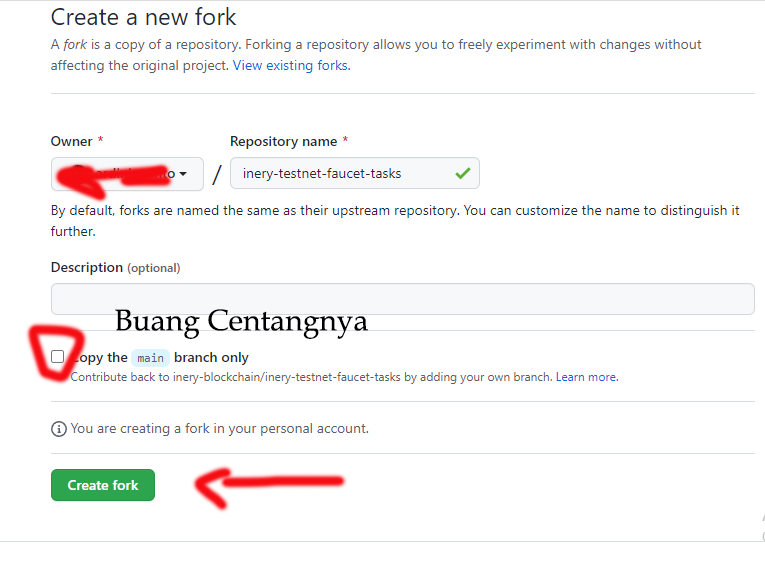 Create a new fork
A fork is a copy of a repository. Forking a repository allows you to freely experiment with changes without
affecting the original project. View existing forks.
Owner * Repository name *
/ inery-testnet-faucet-tasks
By default, forks are named the same as their upstream repository. You can customize the name to distinguish it
further.
Description (optional)
Buang Centangnya
Copy the main branch only
Contribute back to inery-blockchain/inery-testnet-faucet-tasks by adding your own branch. Learn more.
You are creating a fork in your personal account.
Create fork